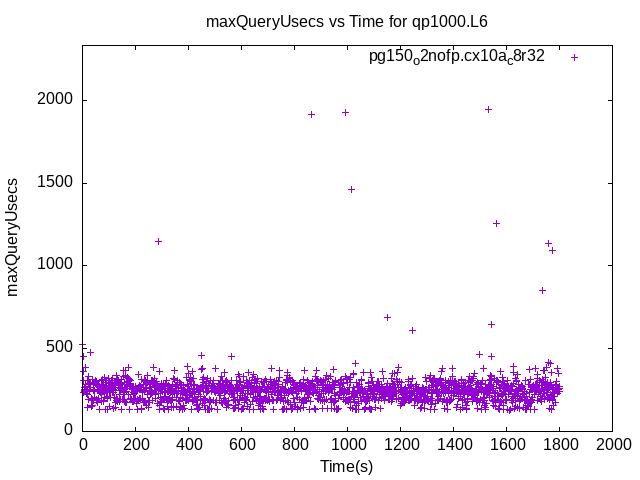 maxQueryUsecs vs Time for qp1000.L6
pg150o2nofp.cx10ac8r32
maxQueryUsecs
2000
1500
1000
500
0
0 200 400 600 800 1000 1200 1400 1600 1800 2000
Time(s)